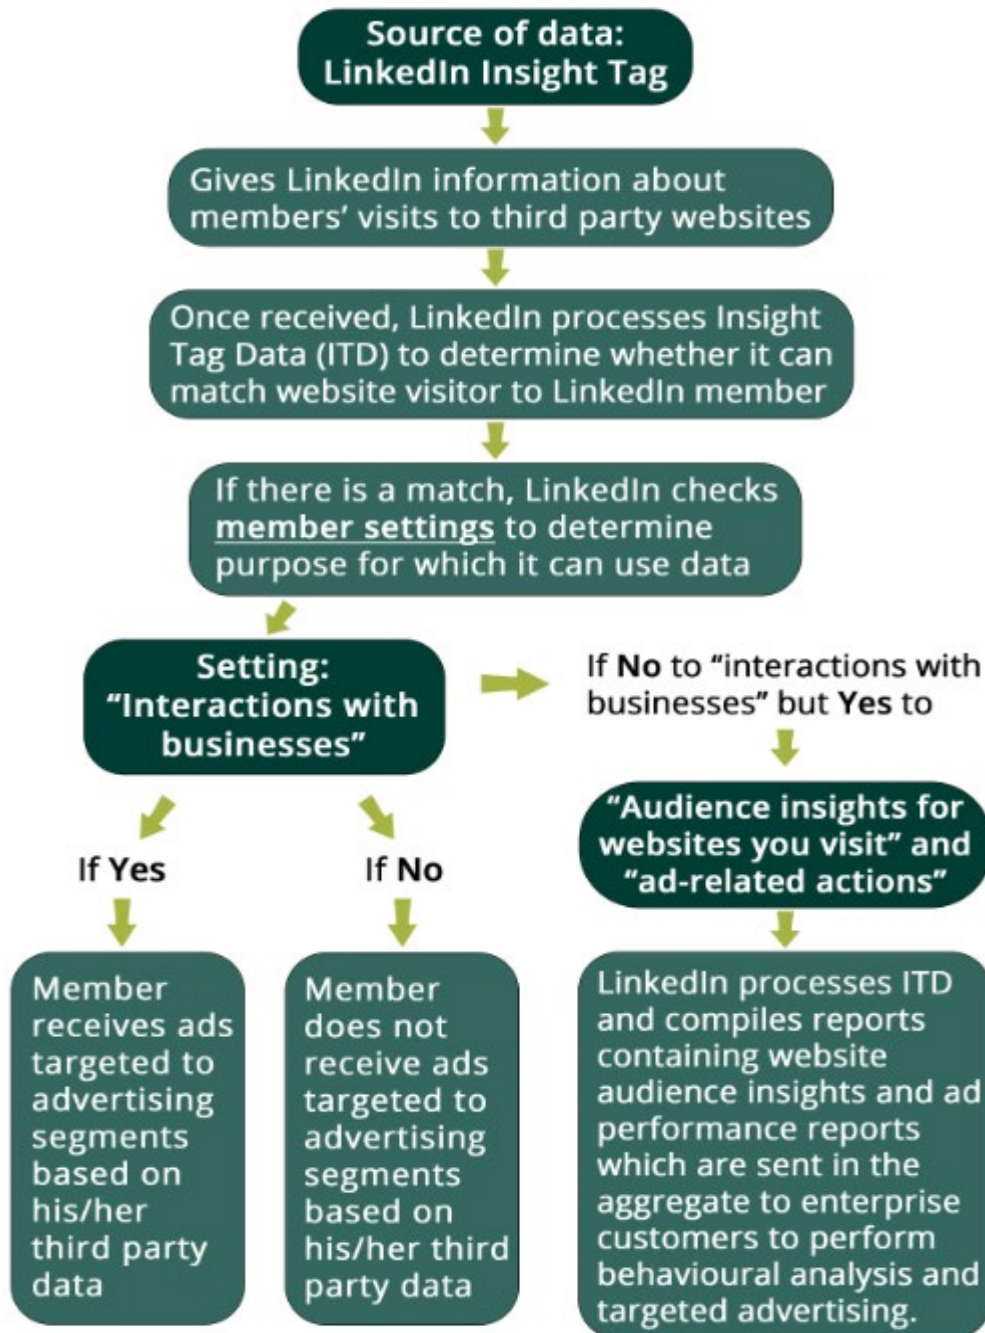 Source of data:
LinkedIn Insight Tag
Gives LinkedIn information about
members’ visits to third party websites
Once received, LinkedIn processes Insight
Tag Data (ITD) to determine whether it can
match website visitor to LinkedIn member
If there is a match, LinkedIn checks
member settings to determine
purpose for which it can use data
Setting:
“Interactions with
businesses”
If No to “interactions with
businesses” but Yes to
“Audience insights for
websites you visit” and
“ad-related actions”
If Yes
If No
Member
receives ads
targeted to
advertising
segments
based on
his/her
third party
data
Member
does not
receive ads
targeted to
advertising
segments
based on
his/her third
party data
LinkedIn processes ITD
and compiles reports
containing website
audience insights and ad
performance reports
which are sent in the
aggregate to enterprise
customers to perform
behavioural analysis and
targeted advertising.